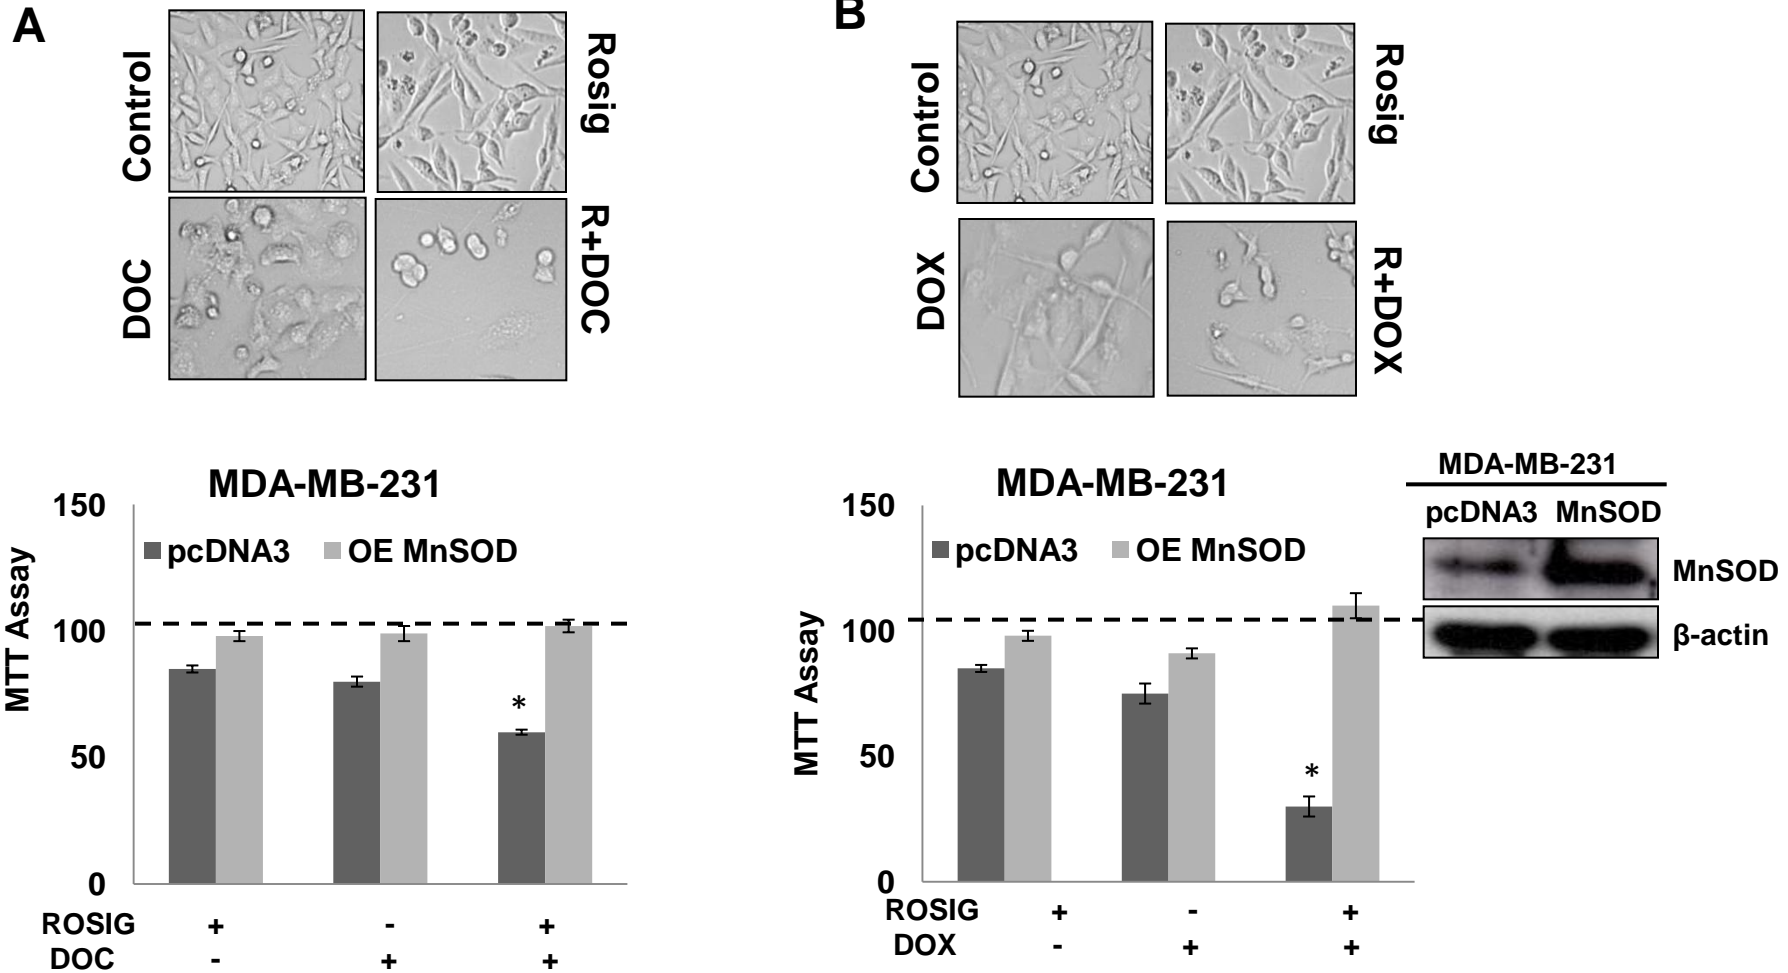 A
Control
Rosig
DOC
R+DOC
MDA-MB-231
150
pcDNA3 OE MnSOD
100
50
0
MTT Assay
*
ROSIG + - +
DOC - + +
B
Control
Rosig
DOX
R+DOX
MDA-MB-231
150
pcDNA3 OE MnSOD
100
50
0
MTT Assay
*
ROSIG + - +
DOX - + +
MDA-MB-231
pcDNA3 MnSOD
MnSOD
ß-actin